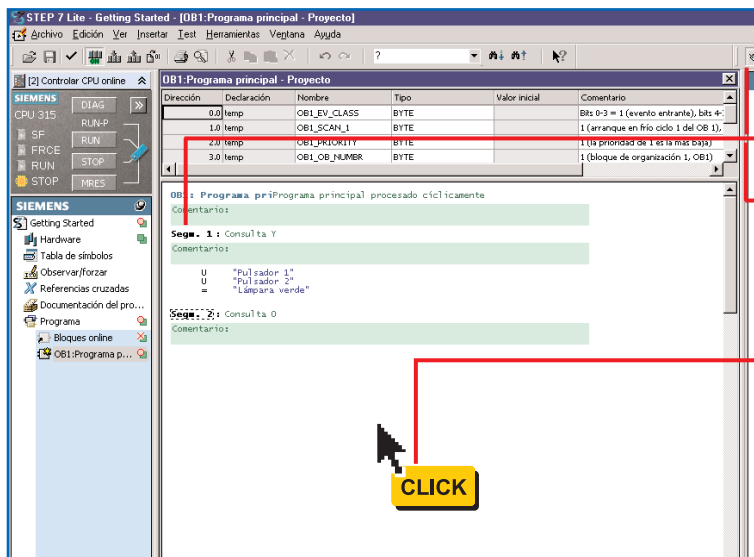 STEP 7 Lite - Getting Started - [OB1:Programa principal - Proyecto]
Archivo Edición Ver Insertar Test Herramientas Ventana Ayuda
?
[2] Controlar CPU online
SIEMENS
CPU 315
DIAG
RUN-P
SF
RUN
FRCE
RUN
STOP
STOP
MRES
SIEMENS
Getting Started
Hardware
Tabla de símbolos
Observar/forzar
Referencias cruzadas
Documentación del pro...
Programa
Bloques online
OB1:Programa p...
OB1:Programa principal - Proyecto
Dirección Declaración Nombre Tipo Valor inicial Comentario
0.0 temp OB1_EV_CLASS BYTE Bits 0-3 = 1 (evento entrante), bits 4-
1.0 temp OB1_SCAN_1 BYTE 1 (arranque en frío ciclo 1 del OB 1),
2.0 temp OB1_PRIORITY BYTE 1 (la prioridad de 1 es la más baja)
3.0 temp OB1_OB_NUMBR BYTE 1 (bloque de organización 1, OB1)
OB1: Programa priPrograma principal procesado cíclicamente
Comentario:
Segm. 1: Consulta Y
Comentario:
U "Pulsador 1"
U "Pulsador 2"
= "Lámpara verde"
Segm. 2: Consulta O
Comentario:
CLICK